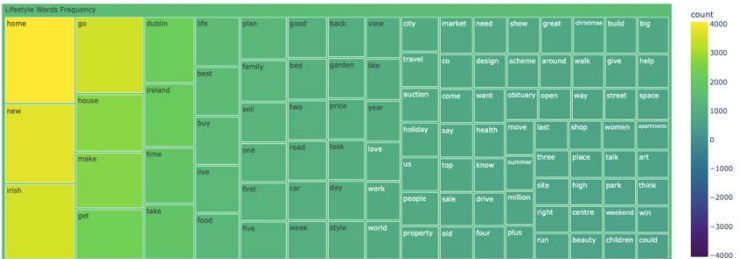 Lifestyle Words Frequency
home
new
irish
go
house
make
get
dublin
ireland
time
take
life
best
buy
live
food
plan
family
sell
one
first
five
good
bed
two
road
car
week
back
garden
price
look
day
style
view
like
year
love
work
world
city
travel
auction
holiday
us
people
property
market
co
come
say
top
sale
old
need
design
want
health
know
drive
four
show
scheme
obituary
move
summer
million
plus
great
around
open
last
three
site
right
run
christmas
walk
way
shop
place
high
centre
beauty
build
give
street
women
talk
park
weekend
children
big
help
space
apartments
art
think
win
could
count
4000
3000
2000
1000
0
−1000
−2000
−3000
−4000